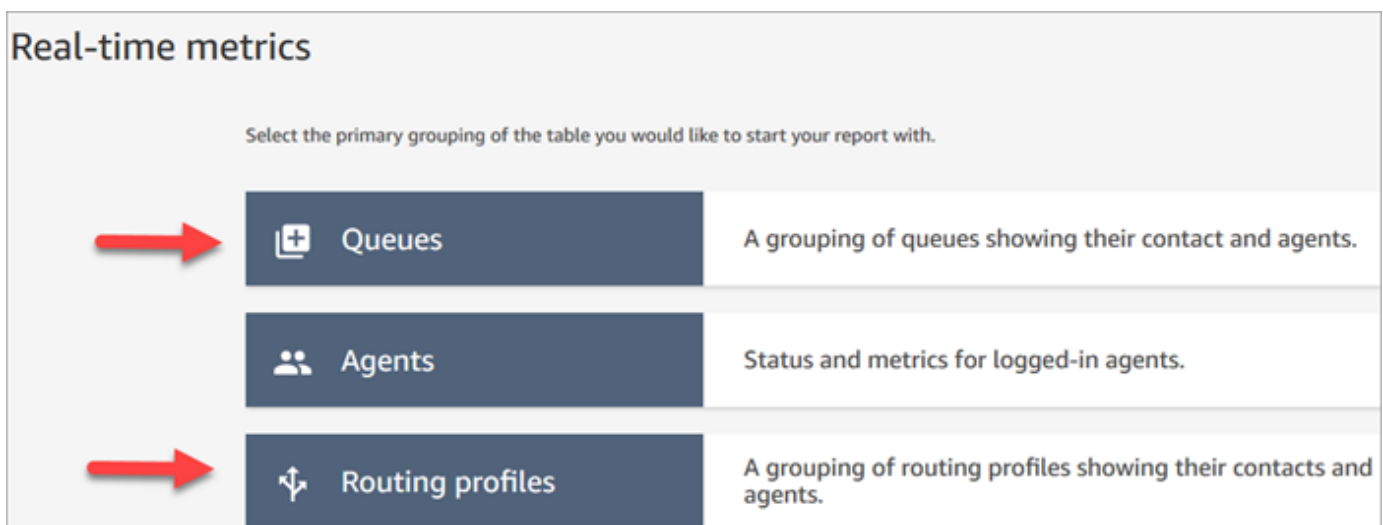 Real-time metrics
Select the primary grouping of the table you would like to start your report with.
Queues
A grouping of queues showing their contact and agents.
Agents
Status and metrics for logged-in agents.
Routing profiles
A grouping of routing profiles showing their contacts and
agents.